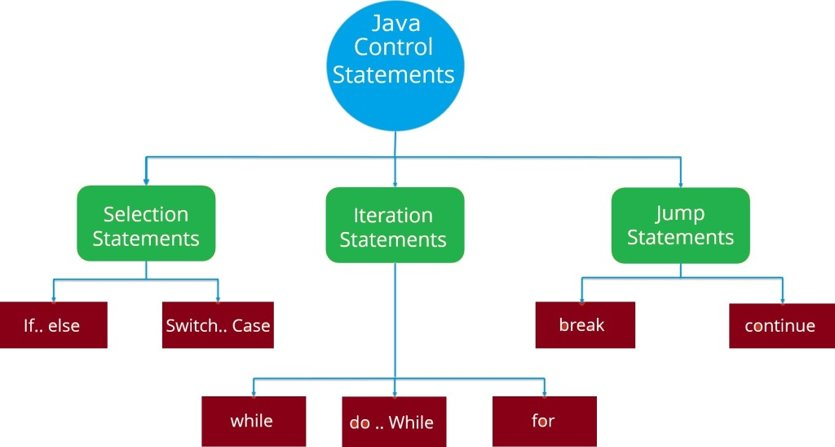 Java
Control
Statements
Selection
Statements
Iteration
Statements
Jump
Statements
If.. else
Switch.. Case
break
continue
while
do .. While
for